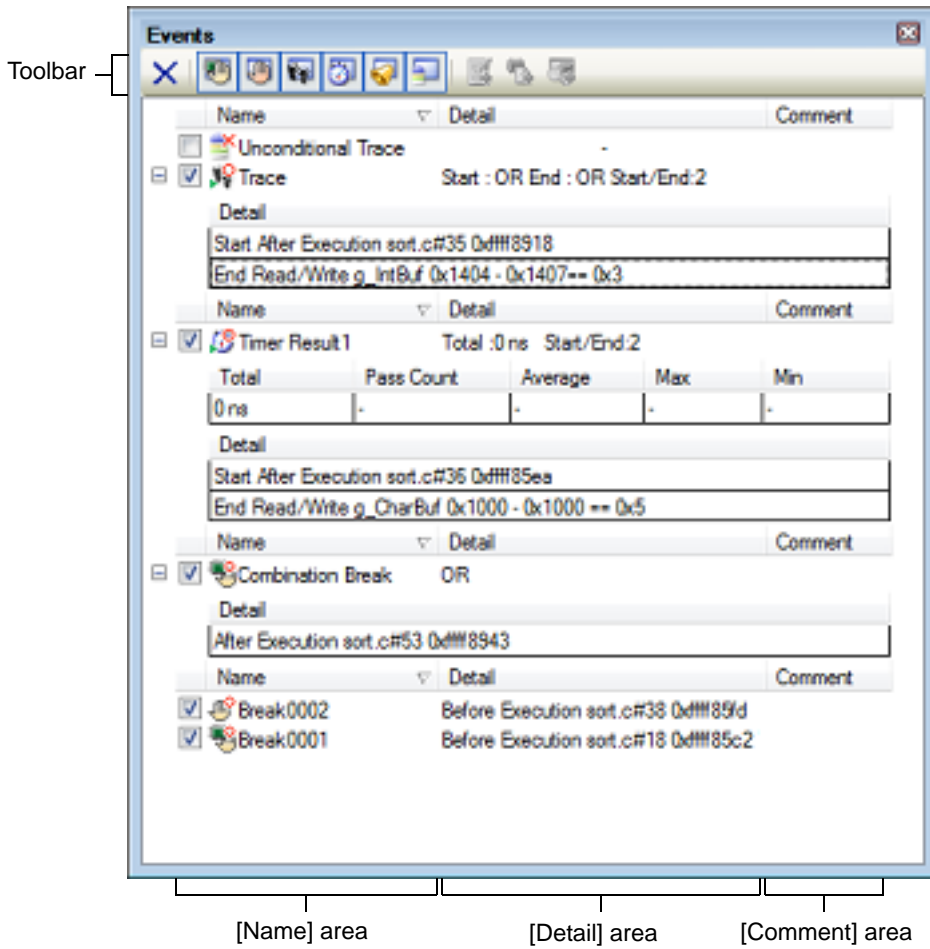 Events
Toolbar
Name Detail Comment
Unconditional Trace -
Trace Start : OR End : OR Start/End:2
Detail
Start After Execution sort.c#35 0xffff8918
End Read/Write g_IntBuf 0x1404 - 0x1407== 0x3
Name Detail Comment
Timer Result1 Total :0 ns Start/End:2
Total Pass Count Average Max Min
0 ns - - - -
Detail
Start After Execution sort.c#36 0xffff85ea
End Read/Write g_CharBuf 0x1000 - 0x1000 == 0x5
Name Detail Comment
Combination Break OR
Detail
After Execution sort.c#53 0xffff8943
Name Detail Comment
Break0002 Before Execution sort.c#38 0xffff85fd
Break0001 Before Execution sort.c#18 0xffff85c2
[Name] area [Detail] area [Comment] area